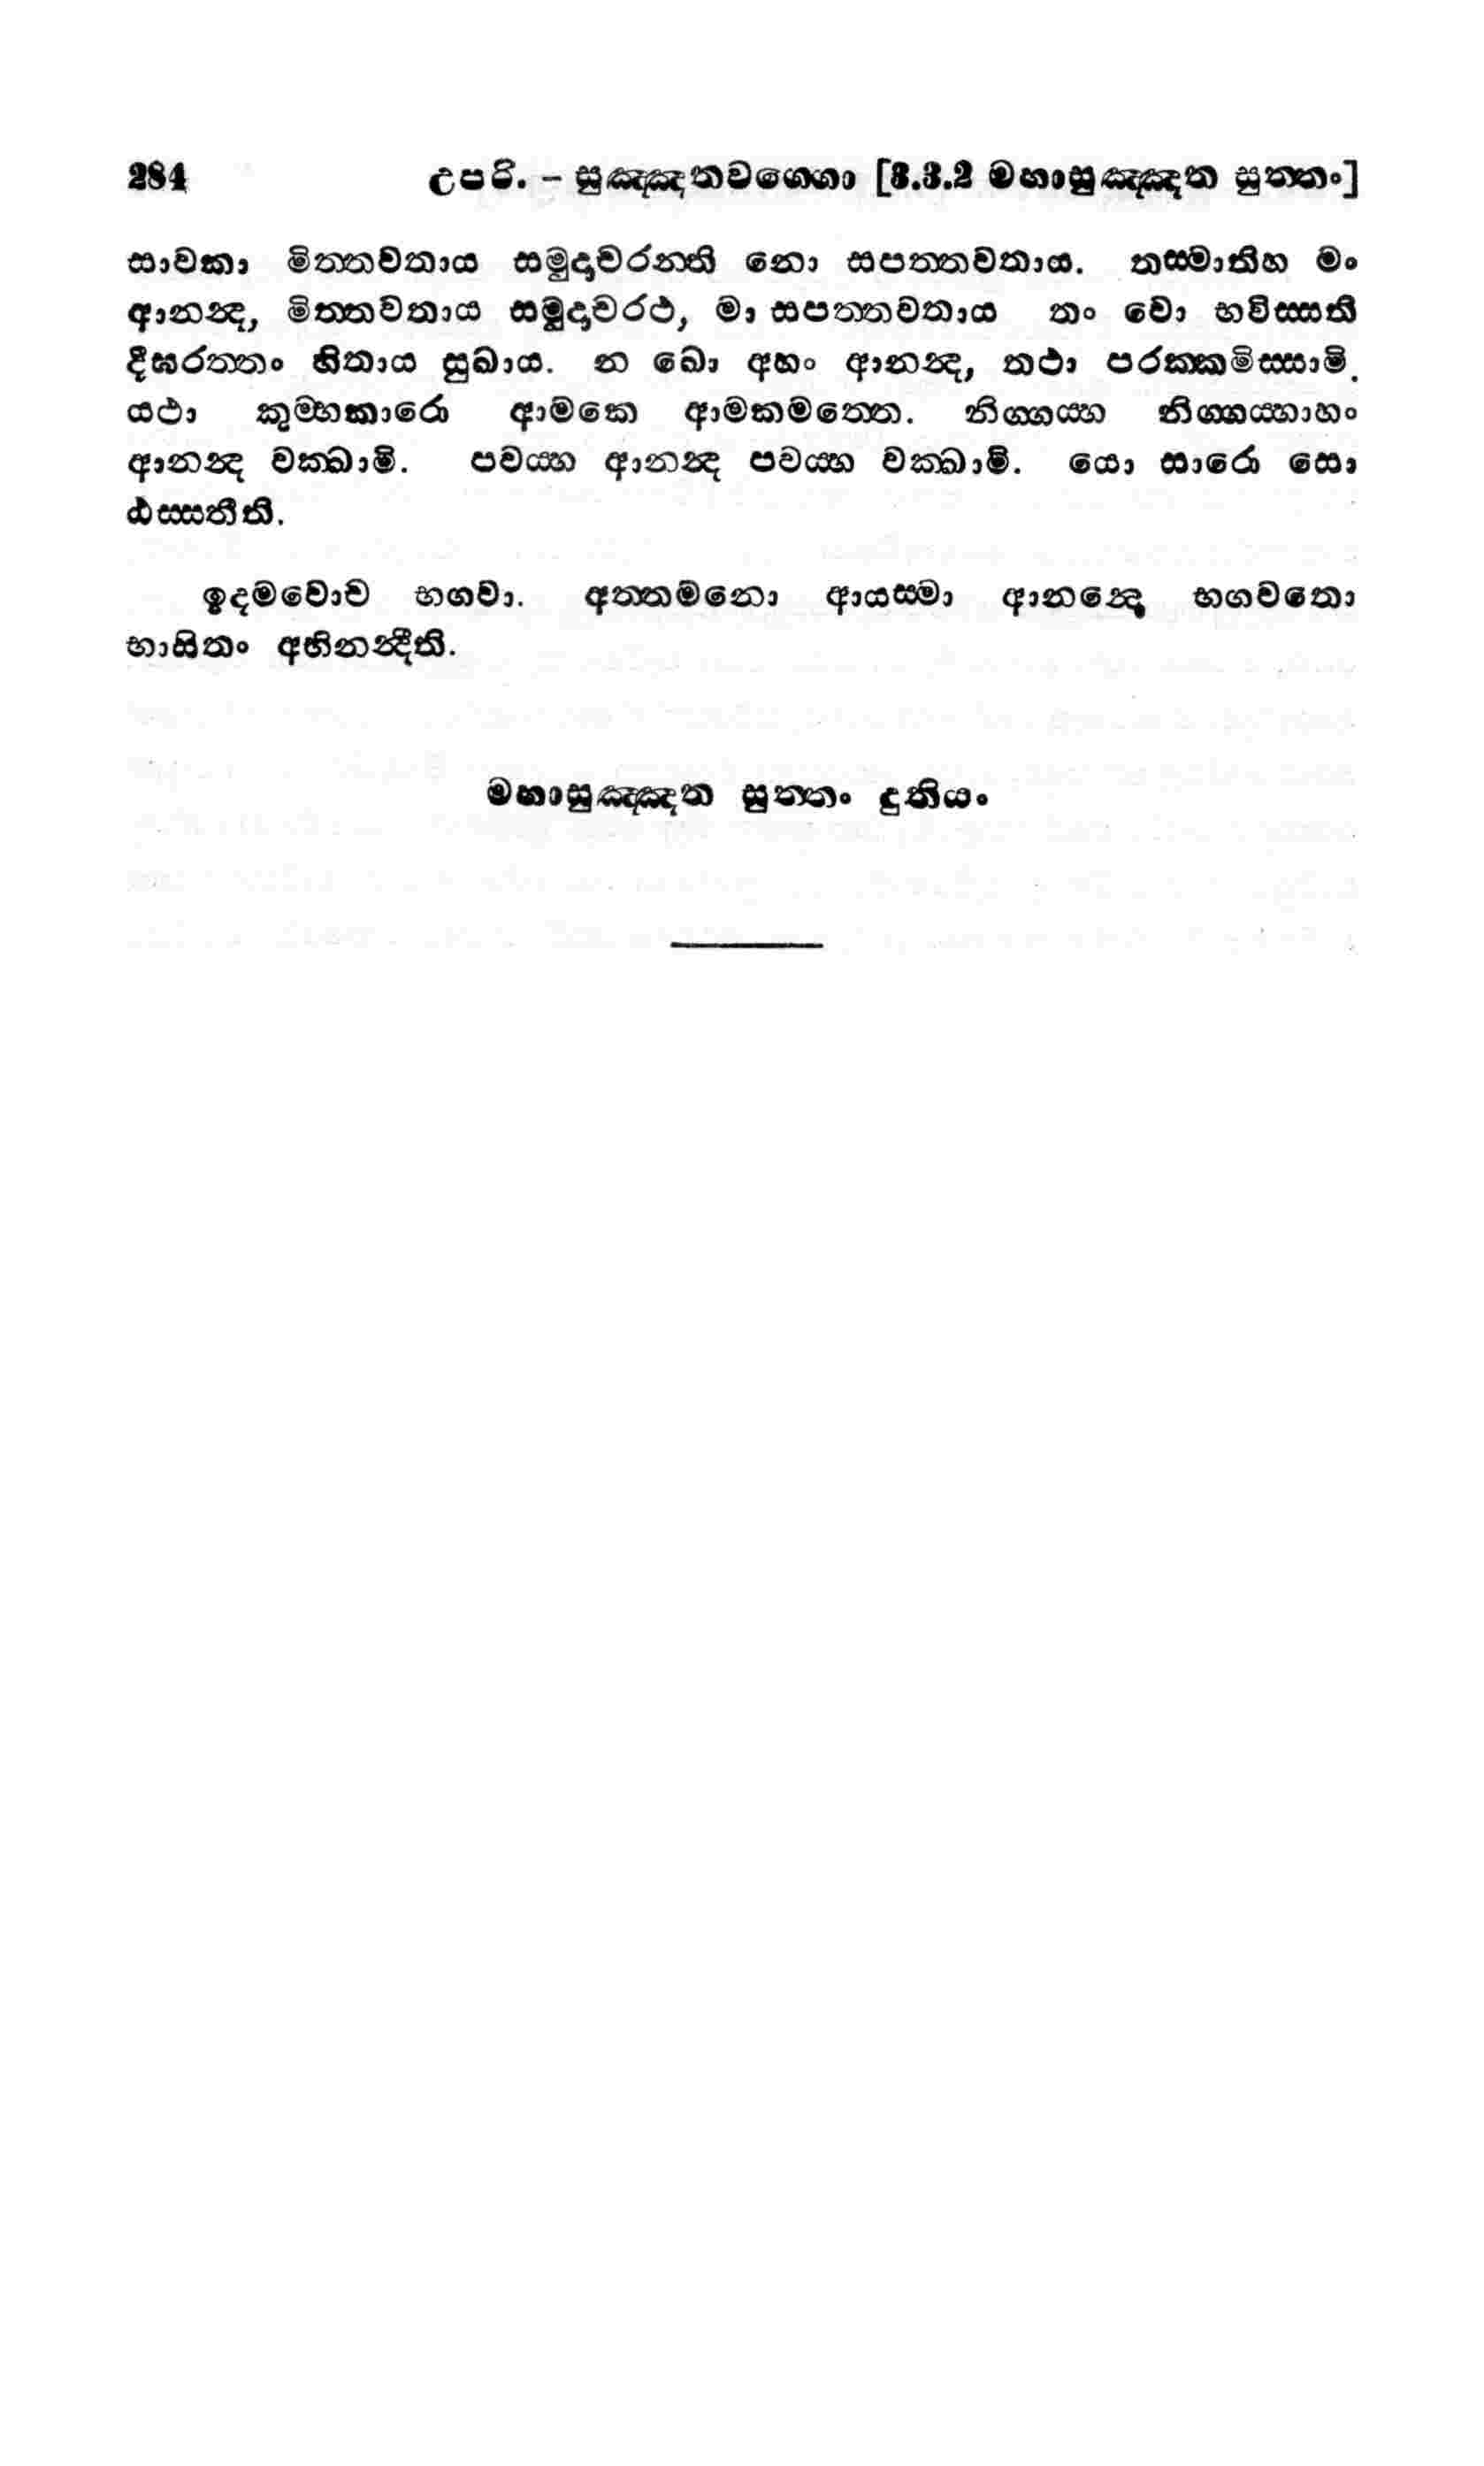 284 උපරි. – සුඤ්ඤතවග්ගො [3.3.2 මහාසුඤ්ඤත සුත්තං]
සාවකා මිත්තවතාය සමුදාචරන්ති නො සපත්තවතාය. තස්මාතිහ මං
ආනන්ද, මිත්තවතාය සමුදාචරථ, මා සපත්තවතාය තං වො භවිස්සති
දීඝරත්තං හිතාය සුඛාය. න ඛො අහං ආනන්ද, තථා පරක්කමිස්සාමි.
යථා කුම්භකාරො ආමකෙ ආමකමත්තෙ. නිග්ගය්හ නිග්ගය්හාහං
ආනන්ද වක්ඛාමි. පවය්හ ආනන්ද පවය්හ වක්ඛාමි. යො සාරො සො
ඨස්සතීති.
ඉදමවොච භගවා. අත්තමනො ආයස්මා ආනන්දො භගවතො
භාසිතං අභිනන්දීති.
මහාසුඤ්ඤත සුත්තං දුතියං